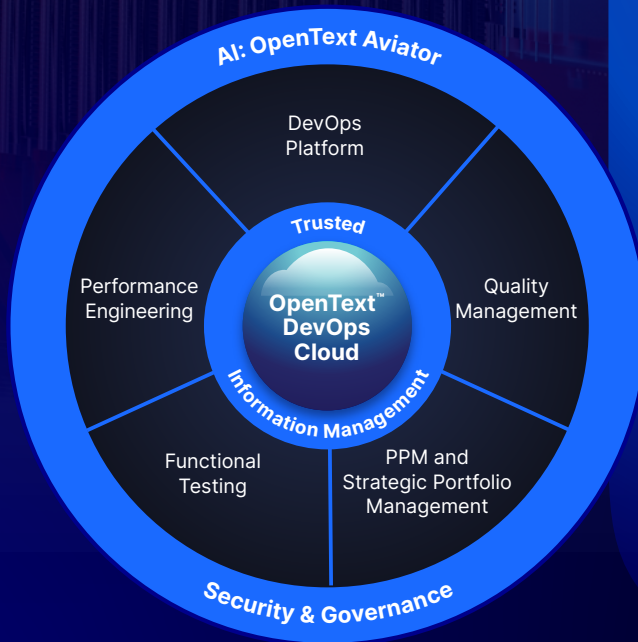 AI: OpenText Aviator
DevOps
Platform
Trusted
Performance
Engineering
OpenText™
DevOps
Cloud
Quality
Management
Information Management
Functional
Testing
PPM and
Strategic Portfolio
Management
Security & Governance